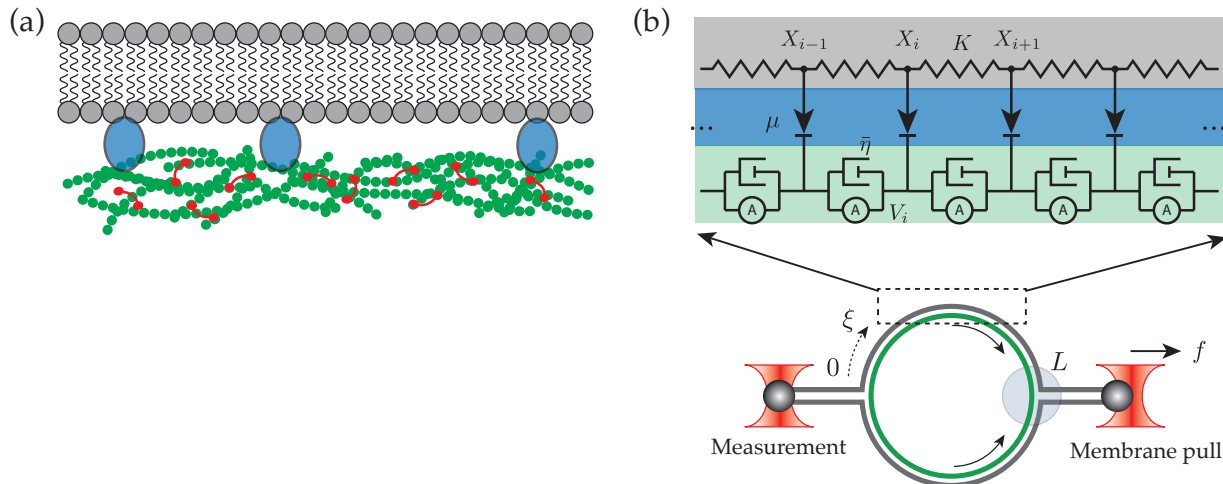 (a)
(b)
X_{i-1} X_i K X_{i+1}
μ
... ...
η̄
A A A A A
V_i
ξ
0 L f
Measurement Membrane pull